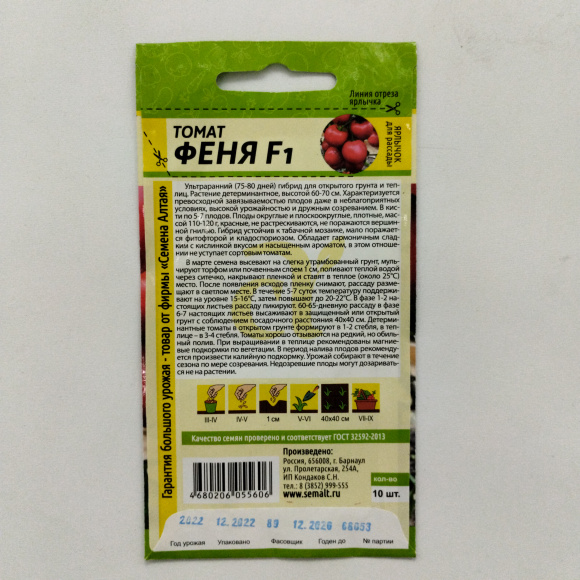 Линия отреза
ярлычка
ТОМАТ
ФЕНЯ F1
ЯРЛЫЧОК
для рассады
Гарантия большого урожая - товар от фирмы «Семена Алтая»
Ультраранний (75-80 дней) гибрид для открытого грунта и теп-
лиц. Растение детерминантное, высотой 60-70 см. Характеризуется
превосходной завязываемостью плодов даже в неблагоприятных
условиях, высокой урожайностью и дружным созреванием. В кис-
ти по 5-7 плодов. Плоды округлые и плоскоокруглые, плотные, мас-
сой 110-120 г, красные, не растрескиваются, не поражаются вершин-
ной гнилью. Гибрид устойчив к табачной мозаике, мало поражает-
ся фитофторой и кладоспориозом. Обладает гармоничным слад-
ким с кислинкой вкусом и насыщенным ароматом, в этом отноше-
нии не уступает сортовым томатам.
В марте семена высевают на слегка утрамбованный грунт, муль-
чируют торфом или почвенным слоем 1 см, поливают теплой водой
через ситечко, накрывают пленкой и ставят в теплое (около 25°С)
место. После появления всходов пленку снимают, рассаду разме-
щают на светлом месте. В течение 5-7 суток температуру поддержи-
вают на уровне 15-16°С, затем повышают до 20-22°С. В фазе 1-2 на-
стоящих листьев рассаду пикируют. 60-65-дневную рассаду в фазе
6-7 настоящих листьев высаживают в защищенный или открытый
грунт с соблюдением посадочного расстояния 40х40 см. Детерми-
нантные томаты в открытом грунте формируют в 1-2 стебля, в теп-
лице - в 3-4 стебля. Томаты хорошо отзываются на редкий, но обиль-
ный полив. При выращивании в теплице рекомендованы магние-
вые подкормки по вегетации. В период налива плодов рекоменду-
ется произвести калийную подкормку. Урожай собирают в течение
сезона по мере созревания. Недозревшие плоды могут дозаривать-
ся не на растении.
III-IV IV-V 1 см V-VI 40х40 см VII-IX
Качество семян проверено и соответствует ГОСТ 32592-2013
Произведено:
Россия, 656008, г. Барнаул
ул. Пролетарская, 254А,
ИП Кондаков С.Н.
т. 8 (3852) 999-555
www.semalt.ru
кол-во
10 шт.
4680206055606
2022 12.2022 89 12.2026 66053
Год урожая Упаковано Фасовщик Годен до № партии